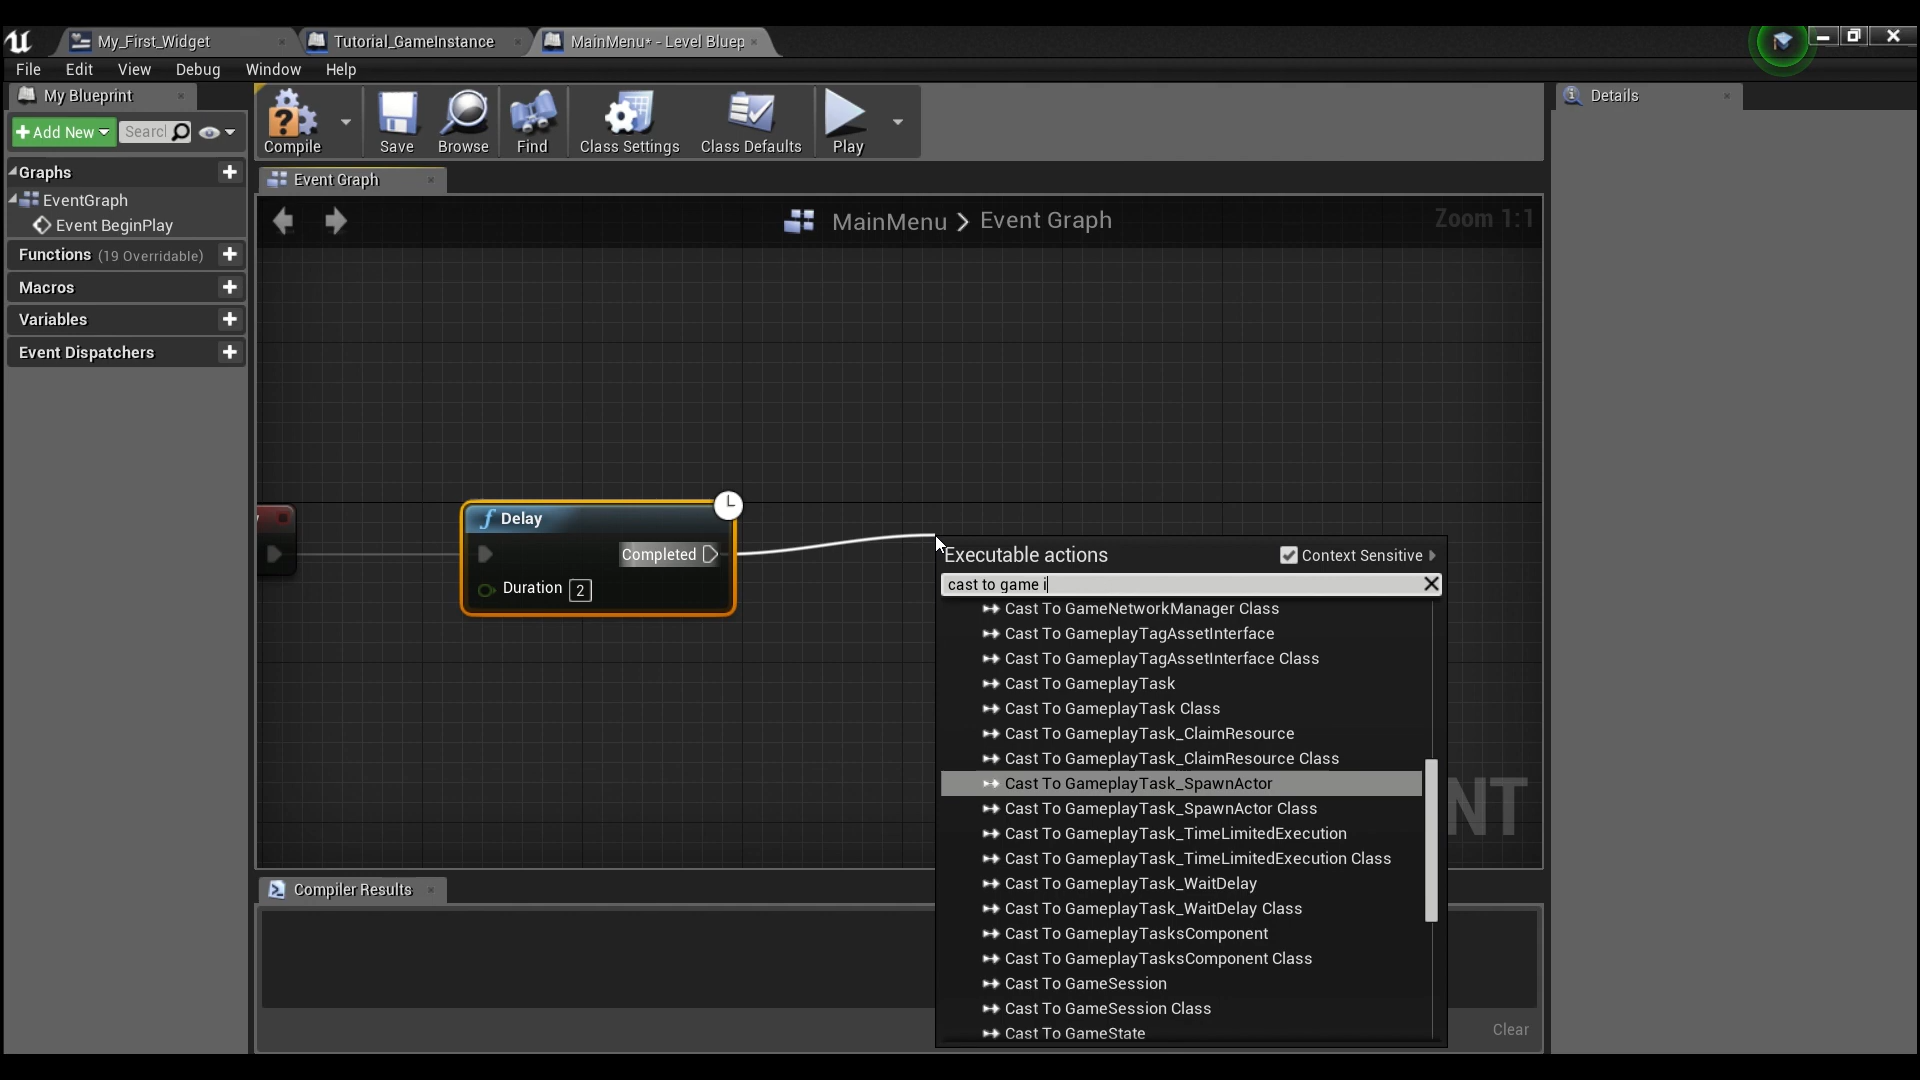 My_First_Widget
Tutorial_GameInstance
MainMenu* - Level Bluep
File Edit View Debug Window Help
My Blueprint
Details
Add New
Searcl
Compile
Save
Browse
Find
Class Settings
Class Defaults
Play
Graphs
Event Graph
EventGraph
Event BeginPlay
MainMenu > Event Graph
Zoom 1:1
Functions (19 Overridable)
Macros
Variables
Event Dispatchers
Delay
Completed
Duration 2
Executable actions
Context Sensitive
cast to game i
Cast To GameNetworkManager Class
Cast To GameplayTagAssetInterface
Cast To GameplayTagAssetInterface Class
Cast To GameplayTask
Cast To GameplayTask Class
Cast To GameplayTask_ClaimResource
Cast To GameplayTask_ClaimResource Class
Cast To GameplayTask_SpawnActor
Cast To GameplayTask_SpawnActor Class
Cast To GameplayTask_TimeLimitedExecution
Cast To GameplayTask_TimeLimitedExecution Class
Cast To GameplayTask_WaitDelay
Cast To GameplayTask_WaitDelay Class
Cast To GameplayTasksComponent
Cast To GameplayTasksComponent Class
Cast To GameSession
Cast To GameSession Class
Cast To GameState
NT
Compiler Results
Clear